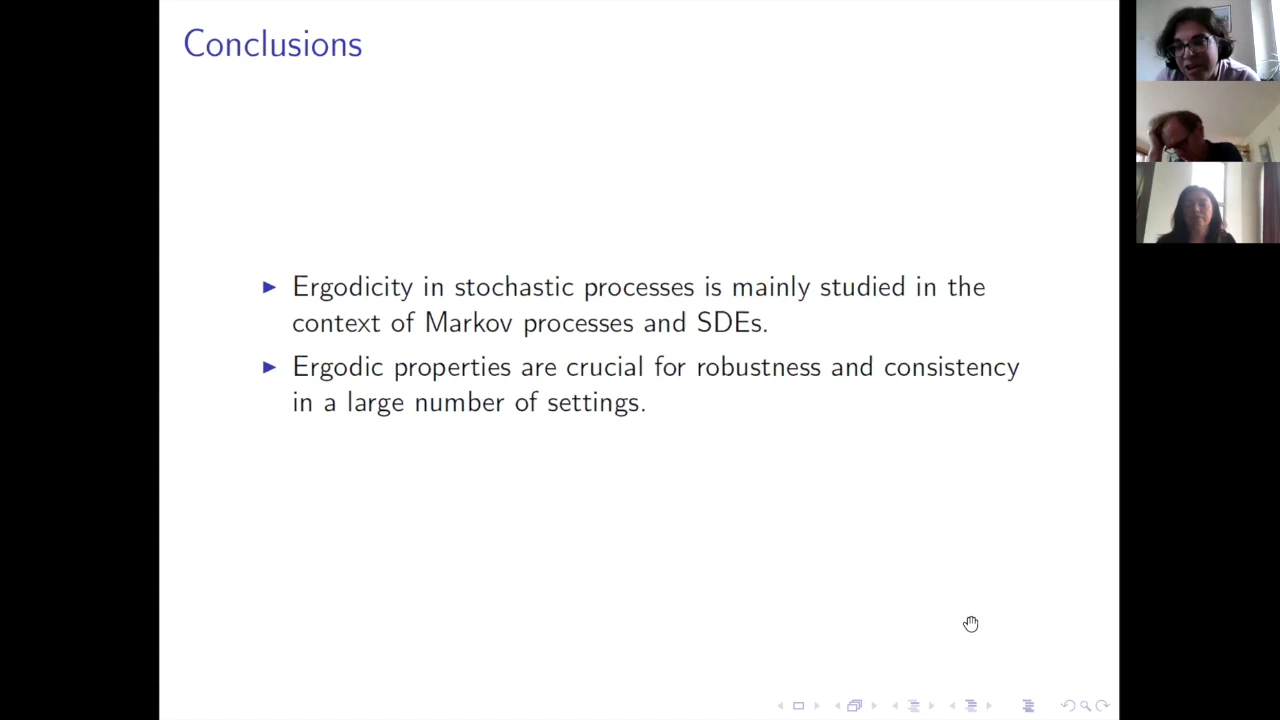 Conclusions
Ergodicity in stochastic processes is mainly studied in the
context of Markov processes and SDEs.
Ergodic properties are crucial for robustness and consistency
in a large number of settings.